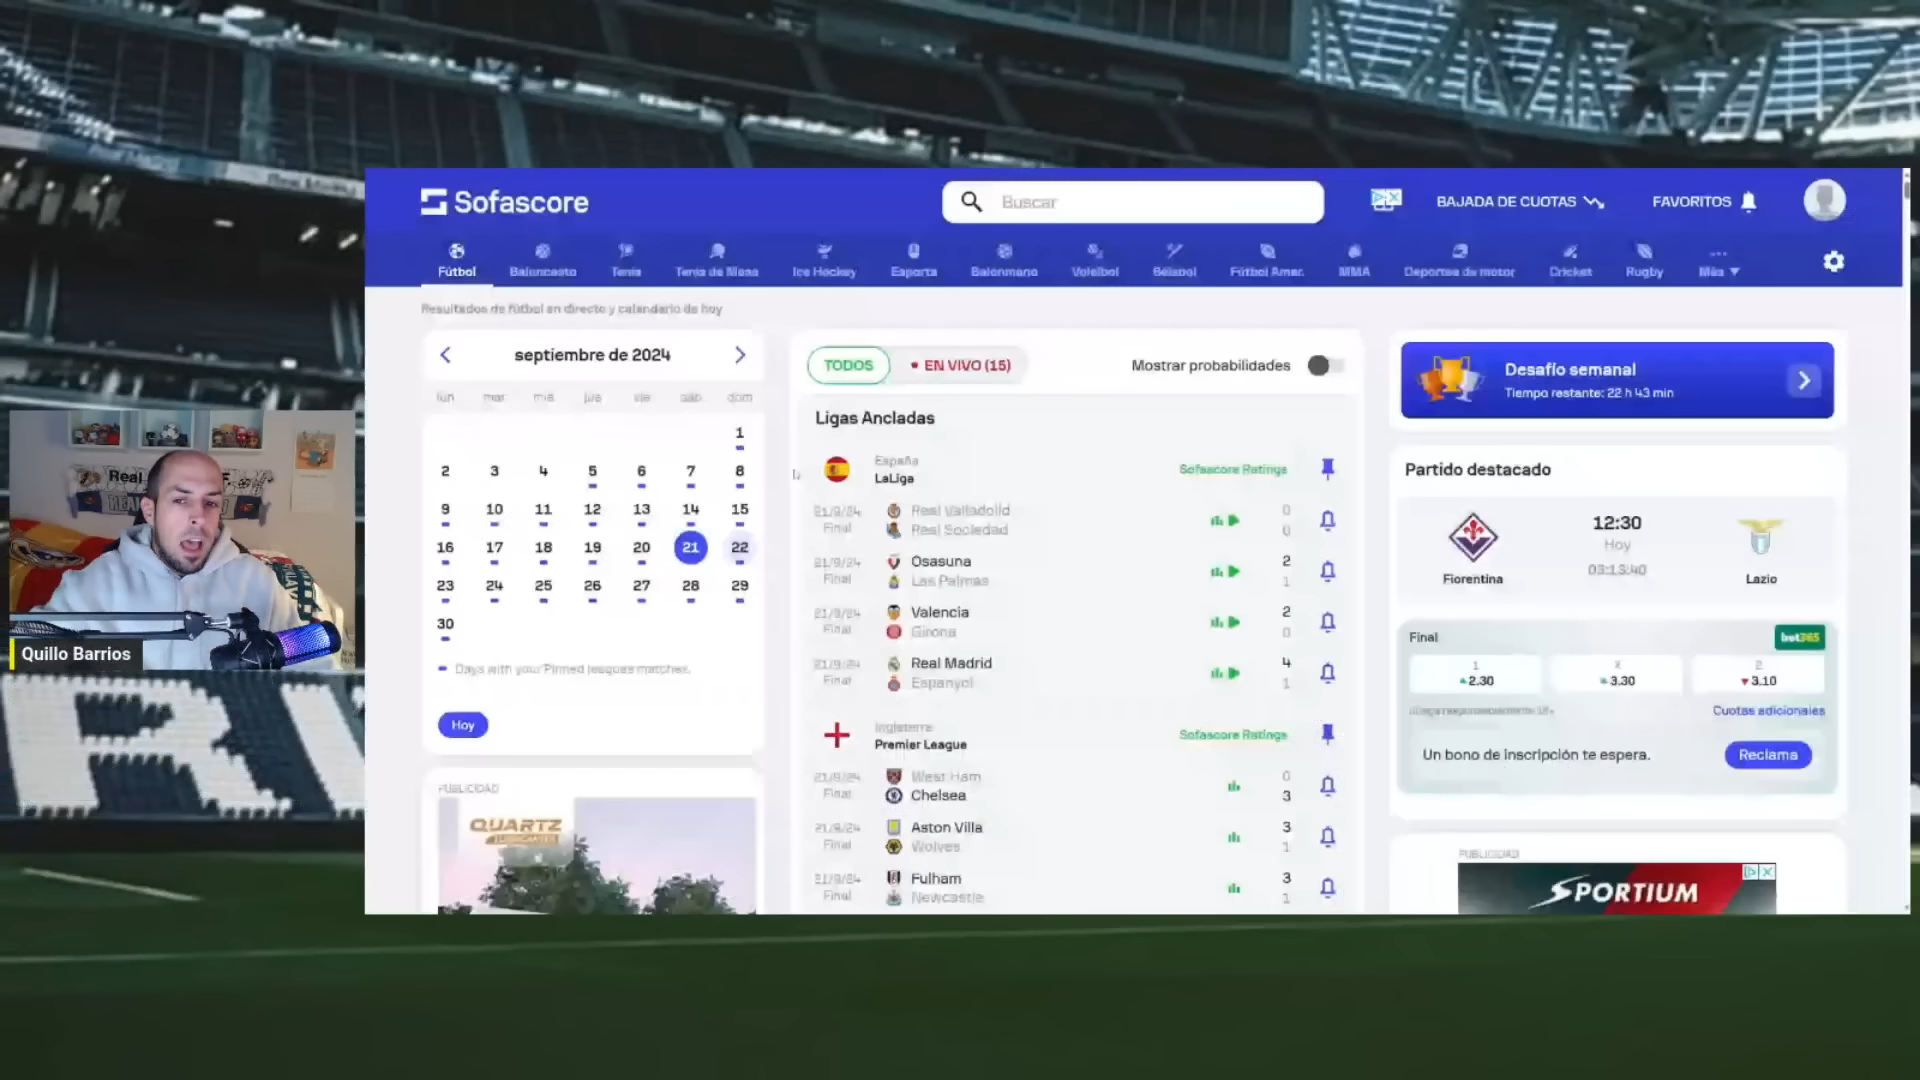 Sofascore
Buscar
BAJADA DE CUOTAS
FAVORITOS
Fútbol
Baloncesto
Tenis
Tenis de Mesa
Ice Hockey
Esports
Balonmano
Voleibol
Béisbol
Fútbol Amer.
MMA
Deportes de motor
Cricket
Rugby
Más
Resultados de fútbol en directo y calendario de hoy
septiembre de 2024
lun mar mié jue vie sáb dom
1
2 3 4 5 6 7 8
9 10 11 12 13 14 15
16 17 18 19 20 21 22
23 24 25 26 27 28 29
30
Days with your Pinned leagues matches.
Hoy
PUBLICIDAD
QUARTZ
TODOS
EN VIVO (15)
Mostrar probabilidades
Ligas Ancladas
España
LaLiga
Sofascore Ratings
21/9/24 Real Valladolid 0
Final Real Sociedad 0
21/9/24 Osasuna 2
Final Las Palmas 1
21/9/24 Valencia 2
Final Girona 0
21/9/24 Real Madrid 4
Final Espanyol 1
Inglaterra
Premier League
Sofascore Ratings
21/9/24 West Ham 0
Final Chelsea 3
21/9/24 Aston Villa 3
Final Wolves 1
21/9/24 Fulham 3
Final Newcastle 1
Desafío semanal
Tiempo restante: 22 h 43 min
Partido destacado
12:30
Hoy
03:13:40
Fiorentina
Lazio
Final
bet365
1 X 2
2.30 3.30 3.10
Cuotas adicionales
Un bono de inscripción te espera.
Reclama
PUBLICIDAD
SPORTIUM
Real
Quillo Barrios